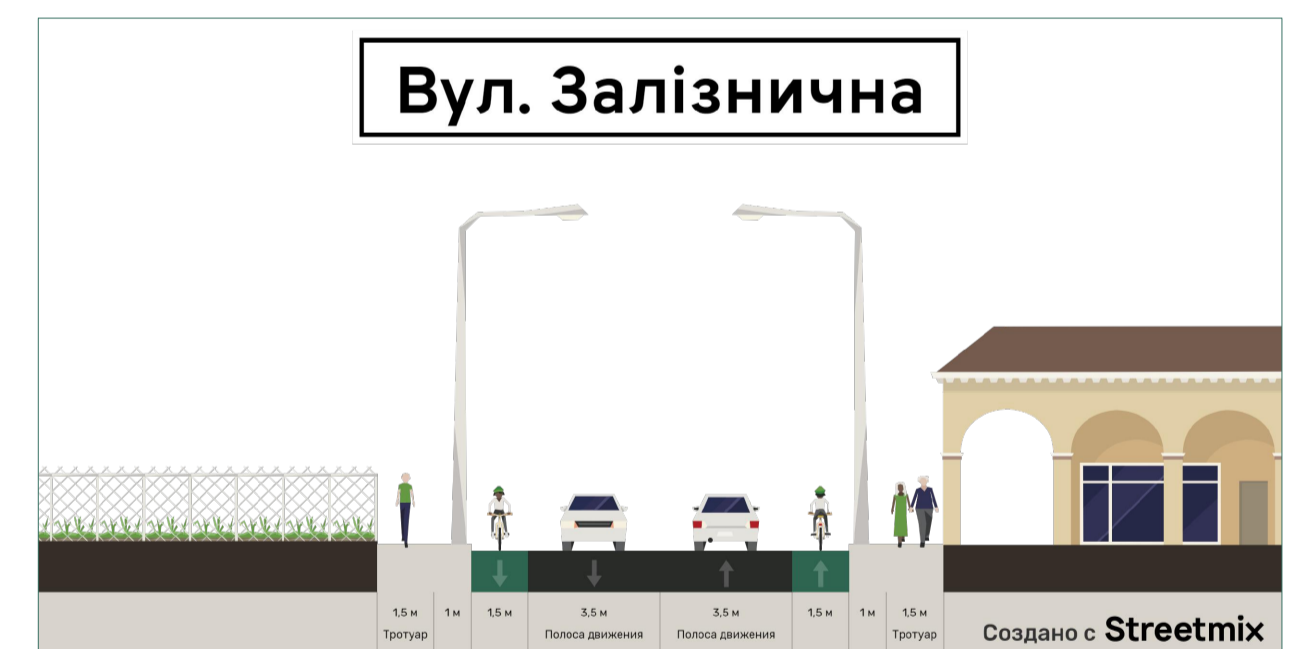 Вул. Залізнична
1,5 м 1 м 1,5 м 3,5 м 3,5 м 1,5 м 1 м 1,5 м
Тротуар Полоса движения Полоса движения Тротуар
Создано с Streetmix